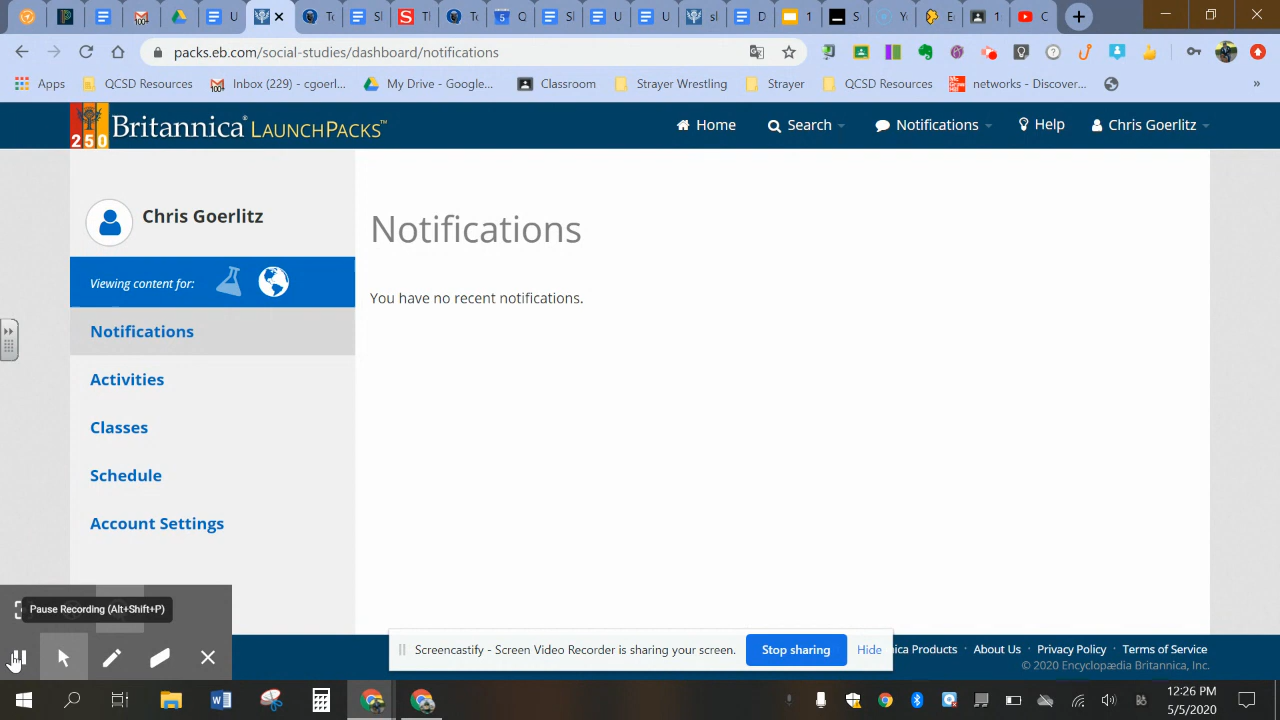 packs.eb.com/social-studies/dashboard/notifications
Apps QCSD Resources Inbox (229) - cgoerl... My Drive - Google... Classroom Strayer Wrestling Strayer QCSD Resources networks - Discover... »
250 Britannica® LAUNCHPACKS™ Home Search Notifications Help Chris Goerlitz
Chris Goerlitz
Viewing content for:
Notifications
Activities
Classes
Schedule
Account Settings
Notifications
You have no recent notifications.
Pause Recording (Alt+Shift+P)
Screencastify - Screen Video Recorder is sharing your screen. Stop sharing Hide
ica Products About Us Privacy Policy Terms of Service
© 2020 Encyclopædia Britannica, Inc.
12:26 PM
5/5/2020